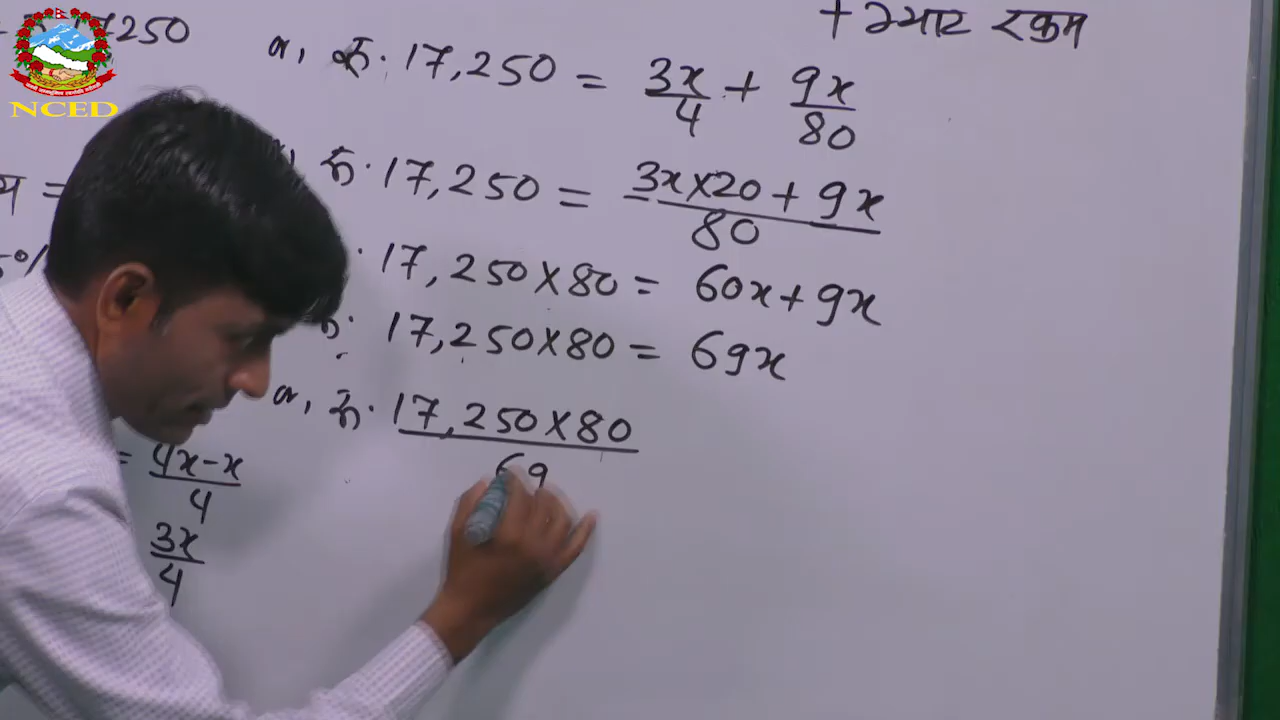 17250
NCED
+ भ्याट रकम
a, रु. 17,250 = 3x/4 + 9x/80
रु. 17,250 = 3x×20 + 9x / 80
17,250×80 = 60x + 9x
17,250×80 = 69x
a, रु. 17,250×80 / 69
= 4x-x / 4
3x/4